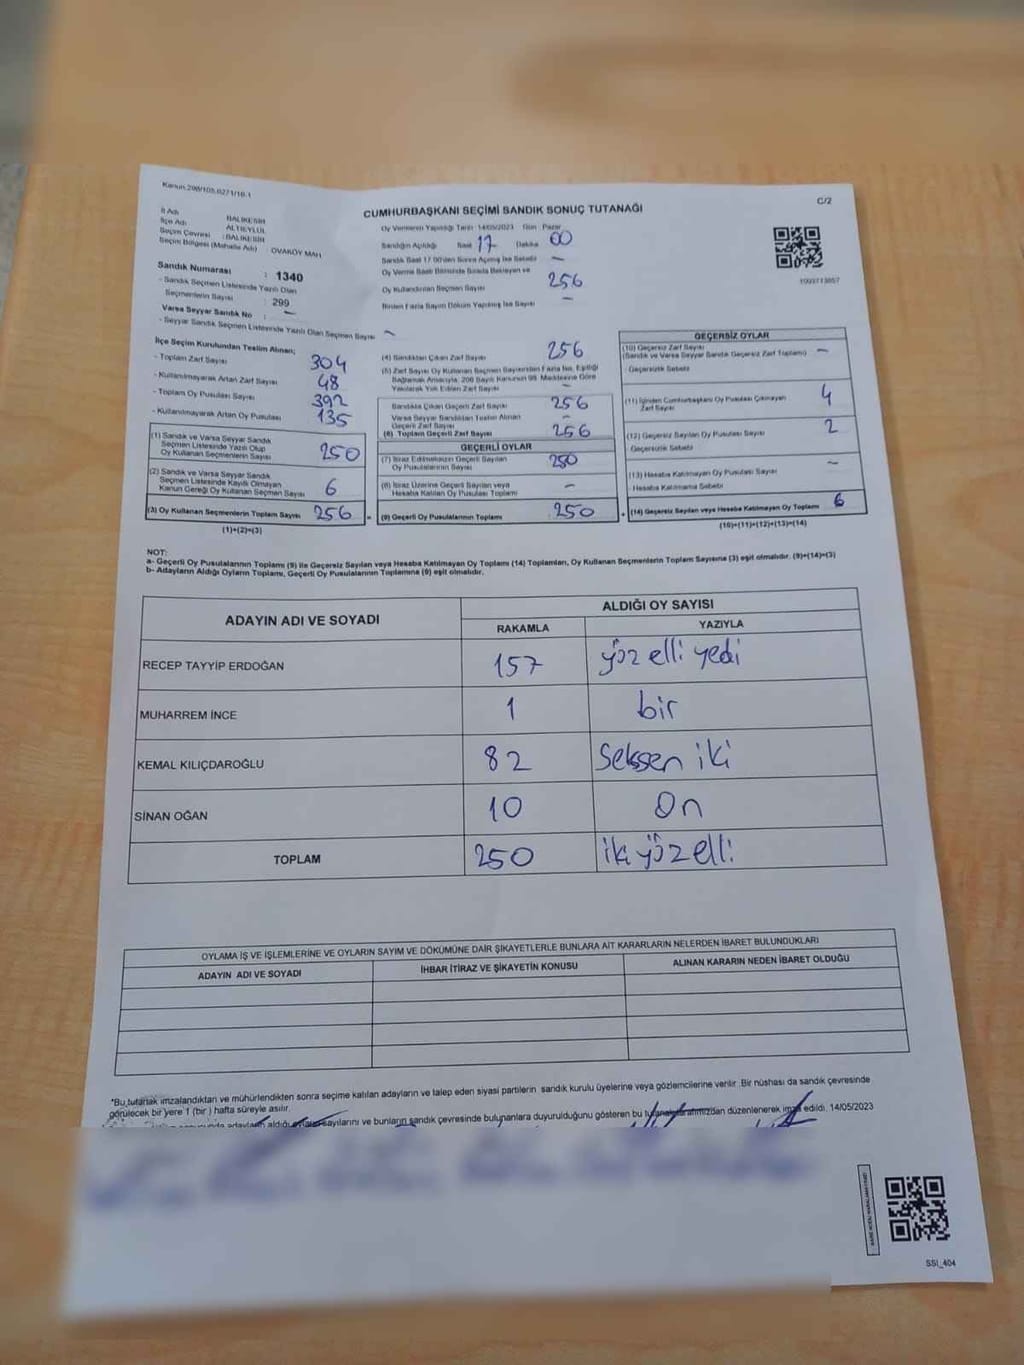 Kanun 298/105,6271/18-1
C/2
CUMHURBAŞKANI SEÇİMİ SANDIK SONUÇ TUTANAĞI
İl Adı : BALIKESİR
İlçe Adı : ALTIEYLÜL
Seçim Çevresi : BALIKESİR
Seçim Bölgesi (Mahalle Adı) : OVAKÖY MAH.
Sandık Numarası : 1340
- Sandık Seçmen Listesinde Yazılı Olan
Seçmenlerin Sayısı : 299
Varsa Seyyar Sandık No : –
- Seyyar Sandık Seçmen Listesinde Yazılı Olan Seçmen Sayısı –
Oy Vermenin Yapıldığı Tarih 14/05/2023 Gün Pazar
Sandığın Açıldığı Saat 17 Dakika 00
Sandık Saat 17.00'den Sonra Açılmış İse Sebebi –
Oy Verme Saati Bitiminde Sırada Bekleyen ve
Oy Kullandırılan Seçmen Sayısı 256
Birden Fazla Sayım Döküm Yapılmış İse Sayısı –
İlçe Seçim Kurulundan Teslim Alınan;
- Toplam Zarf Sayısı 304
- Kullanılmayarak Artan Zarf Sayısı 48
- Toplam Oy Pusulası Sayısı 392
- Kullanılmayarak Artan Oy Pusulası 135
(1) Sandık ve Varsa Seyyar Sandık
Seçmen Listesinde Yazılı Olup
Oy Kullanan Seçmenlerin Sayısı 250
(2) Sandık ve Varsa Seyyar Sandık
Seçmen Listesinde Kayıtlı Olmayan
Kanun Gereği Oy Kullanan Seçmen Sayısı 6
(3) Oy Kullanan Seçmenlerin Toplam Sayısı 256
(1)+(2)=(3)
(4) Sandıktan Çıkan Zarf Sayısı 256
(5) Zarf Sayısı Oy Kullanan Seçmen Sayısından Fazla İse, Eşitliği
Sağlamak Amacıyla, 298 Sayılı Kanunun 98. Maddesine Göre
Yakılarak Yok Edilen Zarf Sayısı –
Sandıkta Çıkan Geçerli Zarf Sayısı 256
Varsa Seyyar Sandıktan Teslim Alınan
Geçerli Zarf Sayısı –
(6) Toplam Geçerli Zarf Sayısı 256
GEÇERLİ OYLAR
(7) İtiraz Edilmeksizin Geçerli Sayılan
Oy Pusulalarının Sayısı 250
(8) İtiraz Üzerine Geçerli Sayılan veya
Hesaba Katılan Oy Pusulası Toplamı –
(9) Geçerli Oy Pusulalarının Toplamı 250
GEÇERSİZ OYLAR
(10) Geçersiz Zarf Sayısı
(Sandık ve Varsa Seyyar Sandık Geçersiz Zarf Toplamı) –
Geçersizlik Sebebi
(11) İçinden Cumhurbaşkanı Oy Pusulası Çıkmayan
Zarf Sayısı 4
(12) Geçersiz Sayılan Oy Pusulası Sayısı 2
Geçersizlik Sebebi
(13) Hesaba Katılmayan Oy Pusulası Sayısı –
Hesaba Katılmama Sebebi
(14) Geçersiz Sayılan veya Hesaba Katılmayan Oy Toplamı 6
(10)+(11)+(12)+(13)=(14)
NOT:
a- Geçerli Oy Pusulalarının Toplamı (9) ile Geçersiz Sayılan veya Hesaba Katılmayan Oy Toplamı (14) Toplamları, Oy Kullanan Seçmenlerin Toplam Sayısına (3) eşit olmalıdır. (9)+(14)=(3)
b- Adayların Aldığı Oyların Toplamı, Geçerli Oy Pusulalarının Toplamına (9) eşit olmalıdır.
ADAYIN ADI VE SOYADI
ALDIĞI OY SAYISI
RAKAMLA YAZIYLA
RECEP TAYYİP ERDOĞAN 157 yüz elli yedi
MUHARREM İNCE 1 bir
KEMAL KILIÇDAROĞLU 82 Seksen iki
SİNAN OĞAN 10 On
TOPLAM 250 iki yüz elli
OYLAMA İŞ VE İŞLEMLERİNE VE OYLARIN SAYIM VE DÖKÜMÜNE DAİR ŞİKAYETLERLE BUNLARA AİT KARARLARIN NELERDEN İBARET BULUNDUKLARI
ADAYIN ADI VE SOYADI İHBAR İTİRAZ VE ŞİKAYETİN KONUSU ALINAN KARARIN NEDEN İBARET OLDUĞU
*Bu tutanak imzalandıktan ve mühürlendikten sonra seçime katılan adayların ve talep eden siyasi partilerin sandık kurulu üyelerine veya gözlemcilerine verilir. Bir nüshası da sandık çevresinde
görülecek bir yere 1 (bir) hafta süreyle asılır.
adayların aldığı oyların sayılarını ve bunların sandık çevresinde bulunanlara duyurulduğunu gösteren bu tutanak tarafımızdan düzenlenerek imza edildi. 14/05/2023
SSI_404